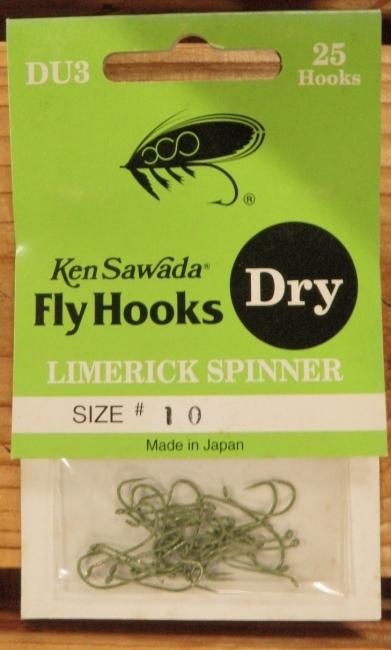 DU3
25
Hooks
®
Ken Sawada®
Fly Hooks
Dry
LIMERICK SPINNER
SIZE # 10
Made in Japan